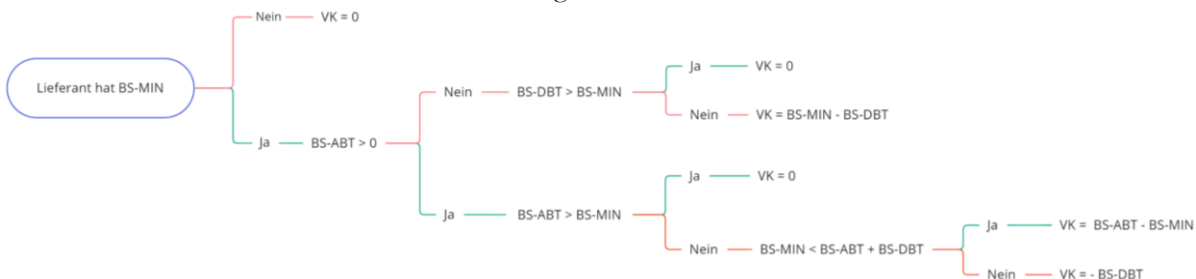 Nein VK = 0
Lieferant hat BS-MIN
Ja VK = 0
Nein BS-DBT > BS-MIN
Nein VK = BS-MIN - BS-DBT
Ja BS-ABT > 0
Ja VK = 0
Ja BS-ABT > BS-MIN
Ja VK = BS-ABT - BS-MIN
Nein BS-MIN < BS-ABT + BS-DBT
Nein VK = - BS-DBT